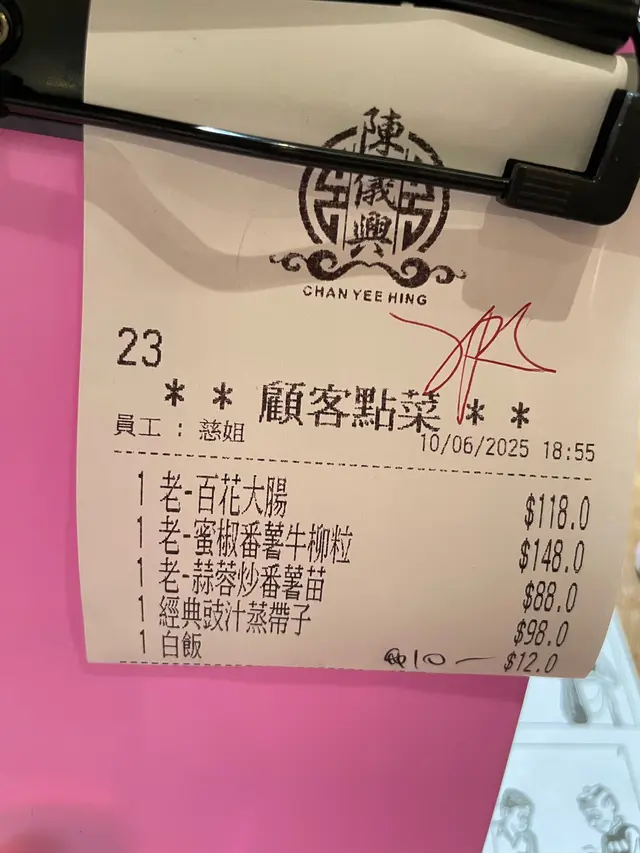 陳儀興
CHAN YEE HING
23
* * 顧客點菜 * *
員工 : 慈姐
10/06/2025 18:55
1 老-百花大腸 $118.0
1 老-蜜椒番薯牛柳粒 $148.0
1 老-蒜蓉炒番薯苗 $88.0
1 經典豉汁蒸帶子 $98.0
1 白飯 10 — $12.0